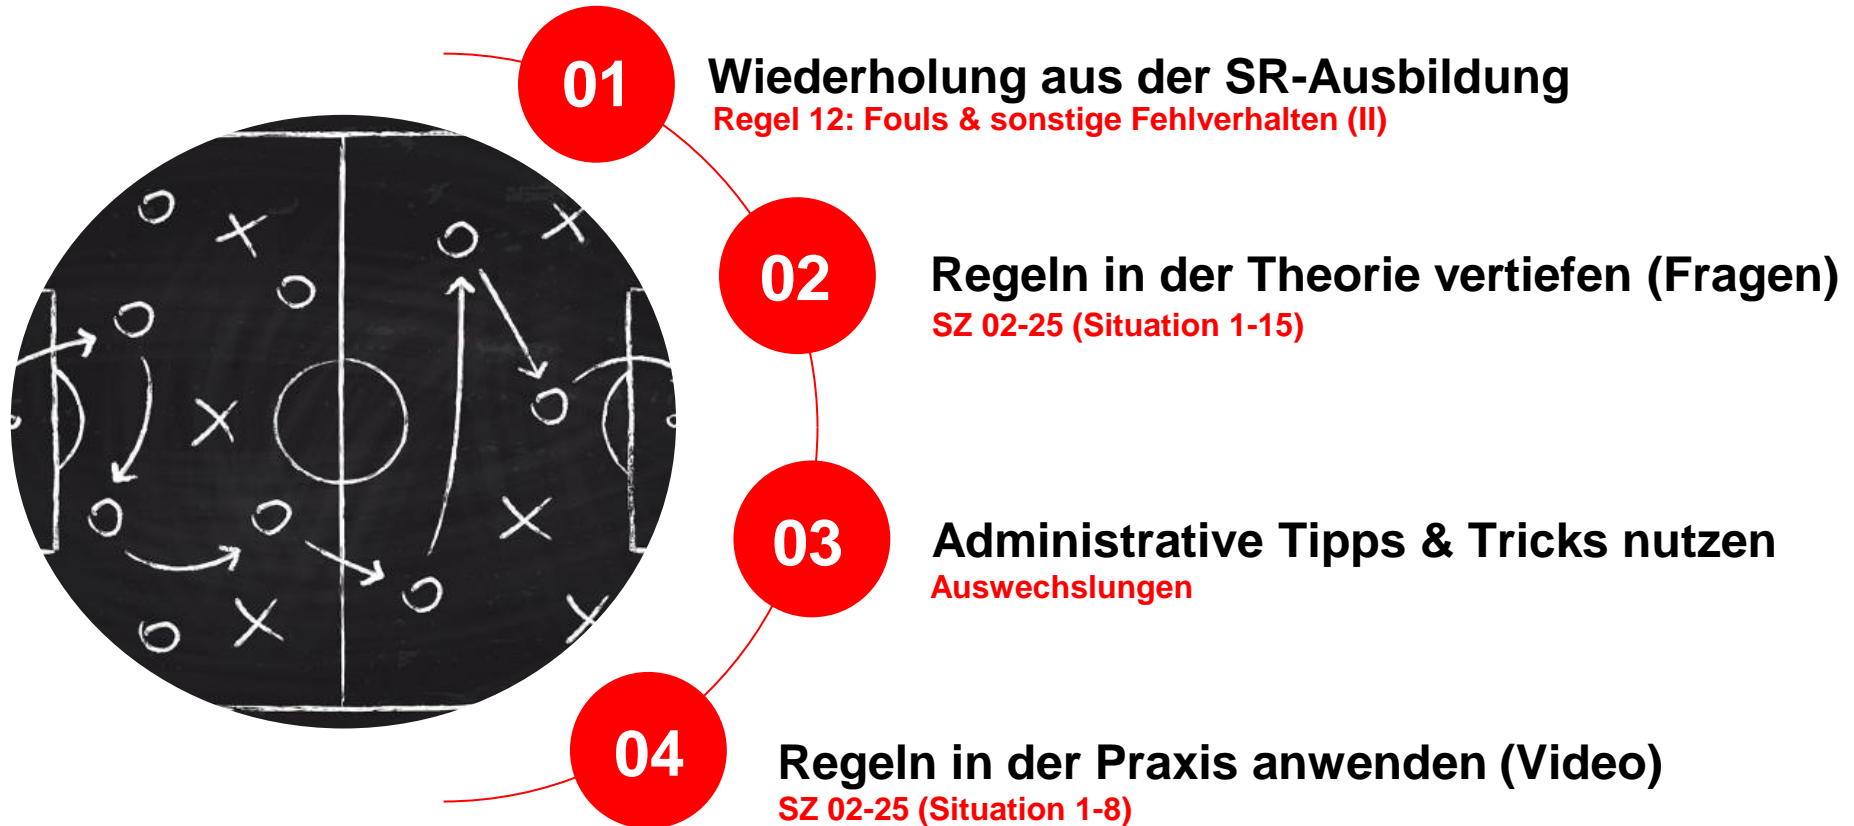 01
Wiederholung aus der SR-Ausbildung
Regel 12: Fouls & sonstige Fehlverhalten (II)
02
Regeln in der Theorie vertiefen (Fragen)
SZ 02-25 (Situation 1-15)
03
Administrative Tipps & Tricks nutzen
Auswechslungen
04
Regeln in der Praxis anwenden (Video)
SZ 02-25 (Situation 1-8)